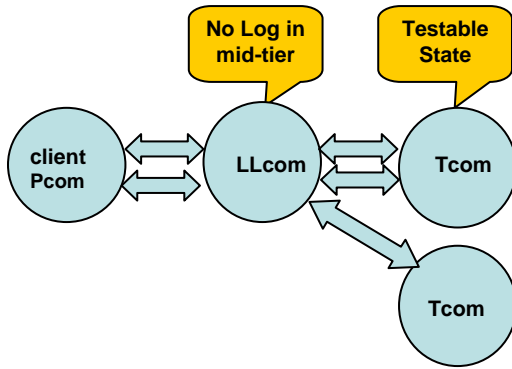 No Log in
mid-tier
Testable
State
client
Pcom
LLcom
Tcom
Tcom